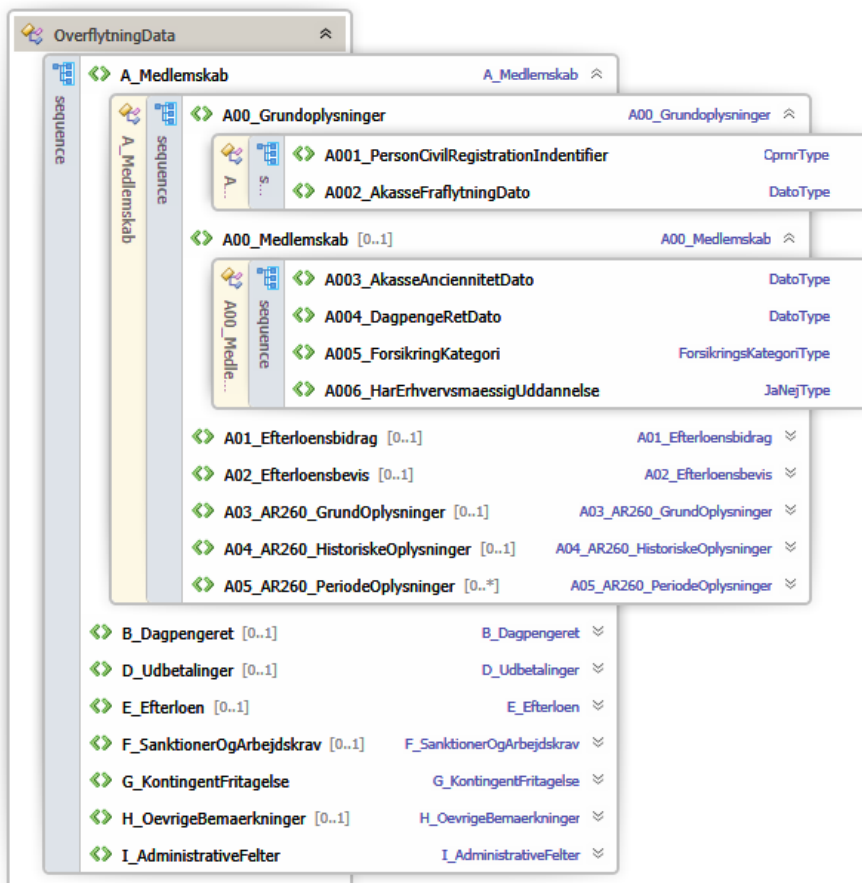 OverflytningData
sequence
A_Medlemskab A_Medlemskab
A_Medlemskab
sequence
A00_Grundoplysninger A00_Grundoplysninger
A...
s...
A001_PersonCivilRegistrationIndentifier CprnrType
A002_AkasseFraflytningDato DatoType
A00_Medlemskab [0..1] A00_Medlemskab
A00_Medle...
sequence
A003_AkasseAnciennitetDato DatoType
A004_DagpengeRetDato DatoType
A005_ForsikringKategori ForsikringsKategoriType
A006_HarErhvervsmaessigUddannelse JaNejType
A01_Efterloensbidrag [0..1] A01_Efterloensbidrag
A02_Efterloensbevis [0..1] A02_Efterloensbevis
A03_AR260_GrundOplysninger [0..1] A03_AR260_GrundOplysninger
A04_AR260_HistoriskeOplysninger [0..1] A04_AR260_HistoriskeOplysninger
A05_AR260_PeriodeOplysninger [0..*] A05_AR260_PeriodeOplysninger
B_Dagpengeret [0..1] B_Dagpengeret
D_Udbetalinger [0..1] D_Udbetalinger
E_Efterloen [0..1] E_Efterloen
F_SanktionerOgArbejdskrav [0..1] F_SanktionerOgArbejdskrav
G_KontingentFritagelse G_KontingentFritagelse
H_OevrigeBemaerkninger [0..1] H_OevrigeBemaerkninger
I_AdministrativeFelter I_AdministrativeFelter